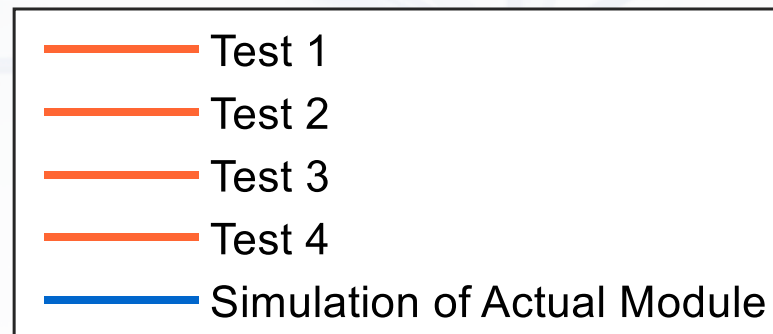 Test 1
Test 2
Test 3
Test 4
Simulation of Actual Module